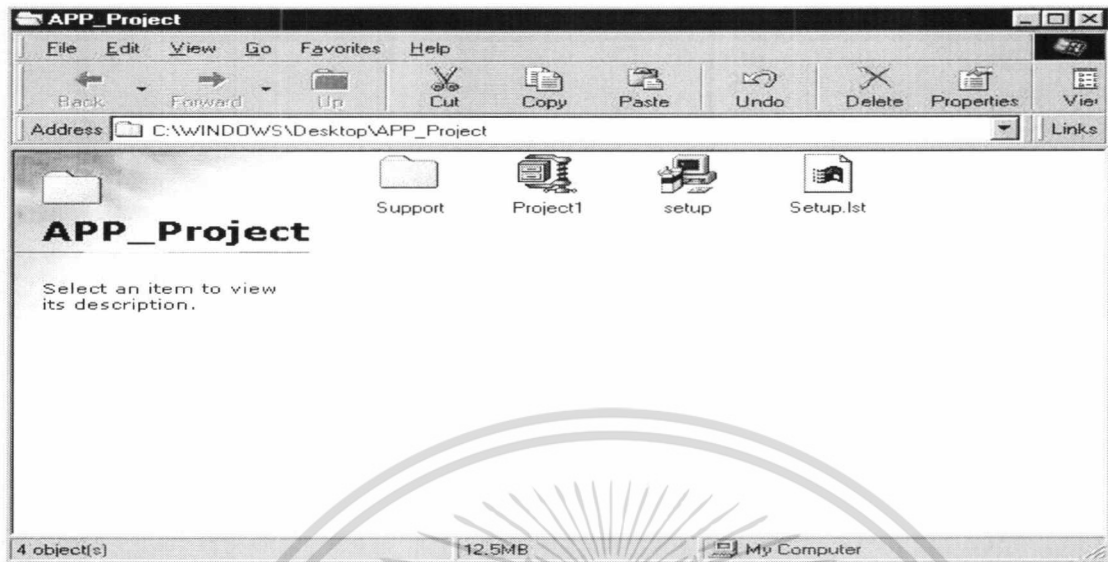 APP_Project
File Edit View Go Favorites Help
Back Forward Up Cut Copy Paste Undo Delete Properties Vie
Address C:\WINDOWS\Desktop\APP_Project Links
Support Project1 setup Setup.lst
APP_Project
Select an item to view
its description.
4 object(s) 12.5MB My Computer